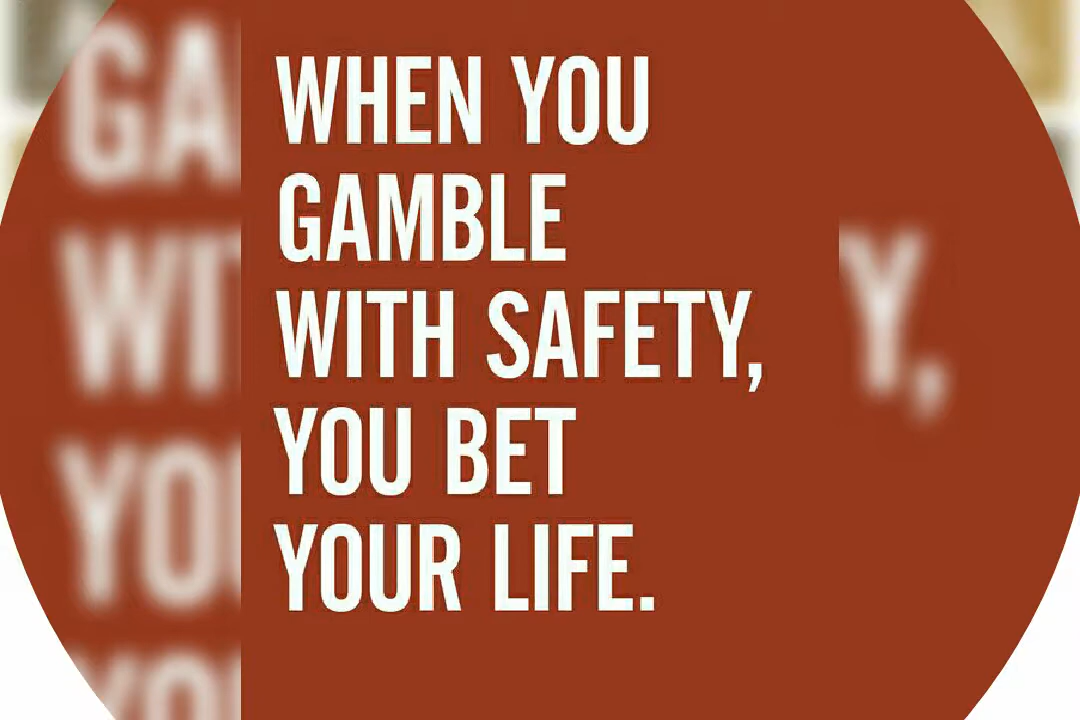 WHEN YOU
GAMBLE
WITH SAFETY,
YOU BET
YOUR LIFE.